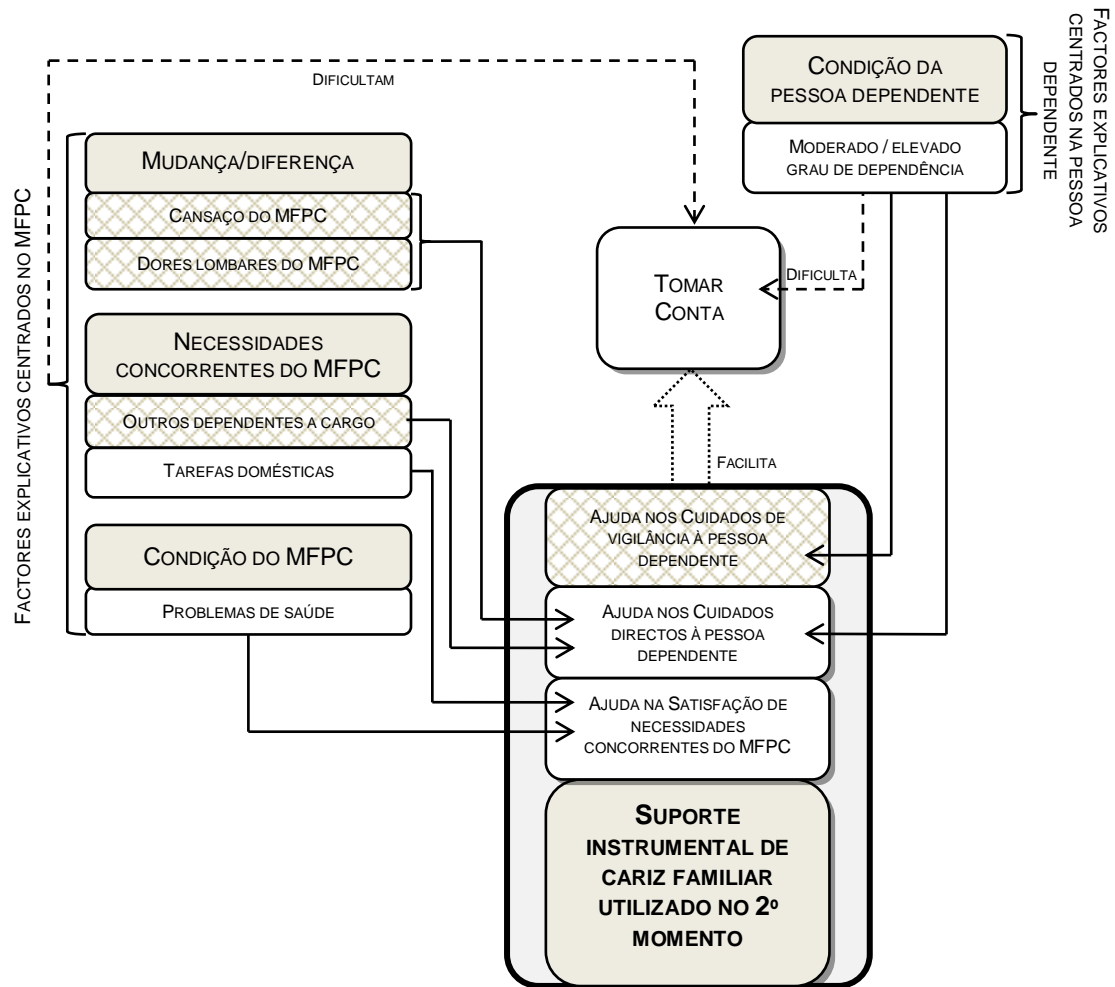 FACTORES EXPLICATIVOS
CENTRADOS NA PESSOA
DEPENDENTE
CONDIÇÃO DA
PESSOA DEPENDENTE
MODERADO / ELEVADO
GRAU DE DEPENDÊNCIA
DIFICULTAM
FACTORES EXPLICATIVOS CENTRADOS NO MFPC
MUDANÇA/DIFERENÇA
CANSAÇO DO MFPC
DORES LOMBARES DO MFPC
NECESSIDADES
CONCORRENTES DO MFPC
OUTROS DEPENDENTES A CARGO
TAREFAS DOMÉSTICAS
CONDIÇÃO DO MFPC
PROBLEMAS DE SAÚDE
TOMAR
CONTA
DIFICULTA
FACILITA
AJUDA NOS CUIDADOS DE
VIGILÂNCIA À PESSOA
DEPENDENTE
AJUDA NOS CUIDADOS
DIRECTOS À PESSOA
DEPENDENTE
AJUDA NA SATISFAÇÃO DE
NECESSIDADES
CONCORRENTES DO MFPC
SUPORTE
INSTRUMENTAL DE
CARIZ FAMILIAR
UTILIZADO NO 2º
MOMENTO